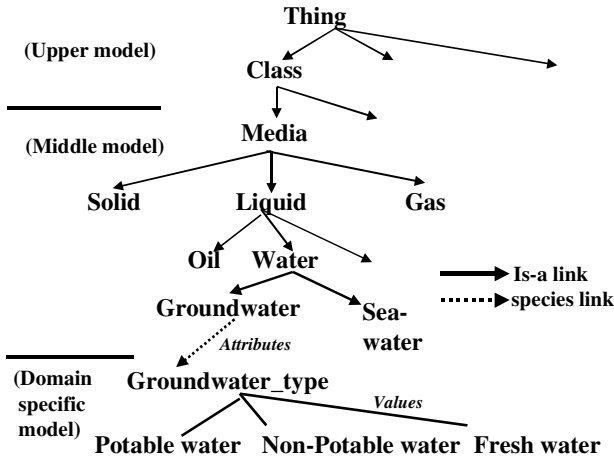 Thing
(Upper model)
Class
Media
(Middle model)
Solid Liquid Gas
Oil Water
Is-a link
Groundwater Sea-
water
species link
Attributes
(Domain
specific
model)
Groundwater_type
Values
Potable water Non-Potable water Fresh water